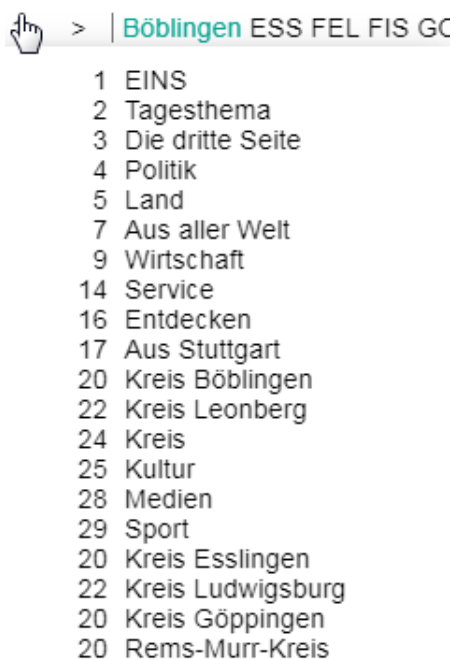 > | Böblingen ESS FEL FIS GO
1 EINS
2 Tagesthema
3 Die dritte Seite
4 Politik
5 Land
7 Aus aller Welt
9 Wirtschaft
14 Service
16 Entdecken
17 Aus Stuttgart
20 Kreis Böblingen
22 Kreis Leonberg
24 Kreis
25 Kultur
28 Medien
29 Sport
20 Kreis Esslingen
22 Kreis Ludwigsburg
20 Kreis Göppingen
20 Rems-Murr-Kreis